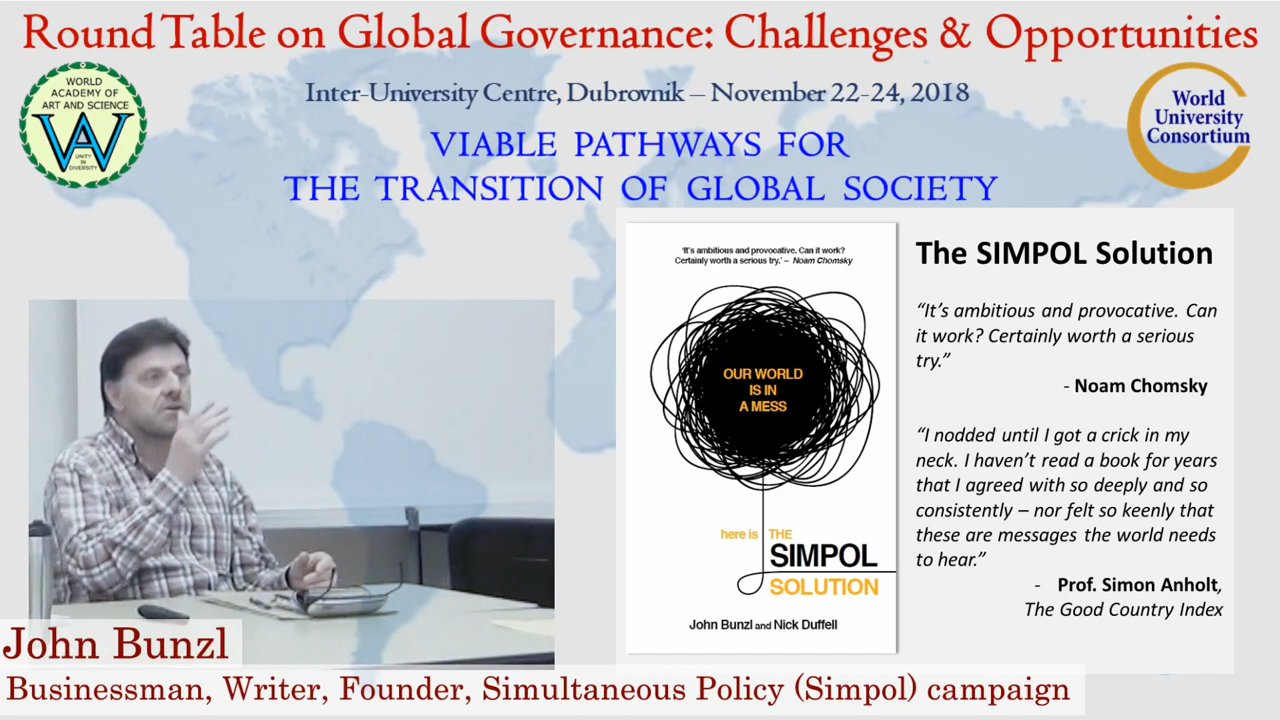 Round Table on Global Governance: Challenges & Opportunities
WORLD
ACADEMY OF
ART AND SCIENCE
UNITY
IN
DIVERSITY
Inter-University Centre, Dubrovnik – November 22-24, 2018
World
University
Consortium
VIABLE PATHWAYS FOR
THE TRANSITION OF GLOBAL SOCIETY
'It's ambitious and provocative. Can it work?
Certainly worth a serious try.' – Noam Chomsky
OUR WORLD
IS IN
A MESS
here is THE
SIMPOL
SOLUTION
John Bunzl and Nick Duffell
The SIMPOL Solution
“It’s ambitious and provocative. Can
it work? Certainly worth a serious
try.”
- Noam Chomsky
“I nodded until I got a crick in my
neck. I haven’t read a book for years
that I agreed with so deeply and so
consistently – nor felt so keenly that
these are messages the world needs
to hear.”
- Prof. Simon Anholt,
The Good Country Index
John Bunzl
Businessman, Writer, Founder, Simultaneous Policy (Simpol) campaign